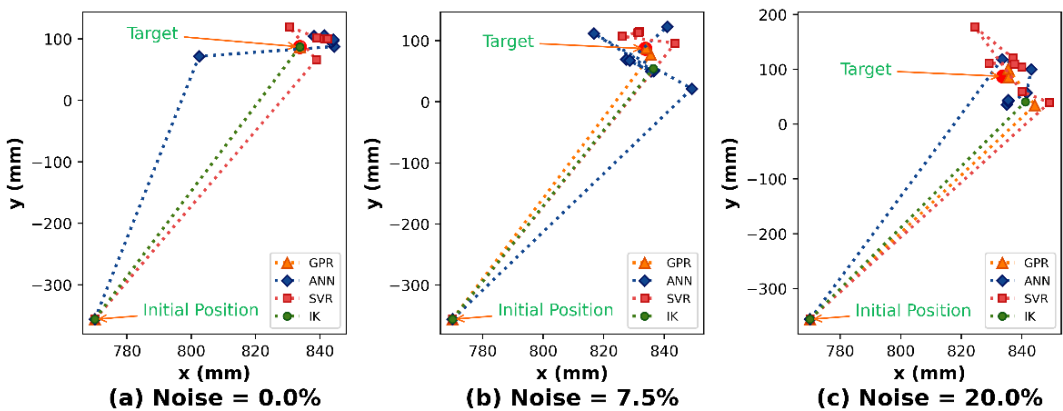 Target
Initial Position
GPR
ANN
SVR
IK
y (mm)
100
0
−100
−200
−300
780
800
820
840
x (mm)
(a) Noise = 0.0%
Target
Initial Position
GPR
ANN
SVR
IK
y (mm)
100
0
−100
−200
−300
780
800
820
840
x (mm)
(b) Noise = 7.5%
Target
Initial Position
GPR
ANN
SVR
IK
y (mm)
200
100
0
−100
−200
−300
780
800
820
840
x (mm)
(c) Noise = 20.0%